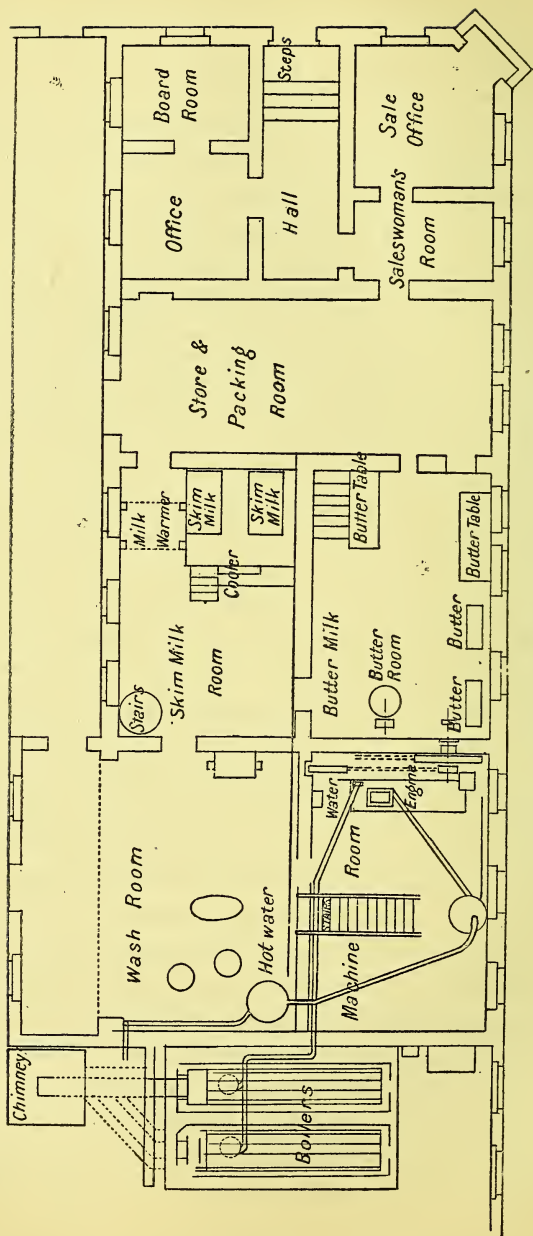 Board
Room
Steps
Sale
Office
Office
Hall
Saleswoman's
Room
Store &
Packing
Room
Milk
Warmer
Skim
Milk
Skim
Milk
Cooler
Stairs
Skim Milk
Room
Butter Table
Butter Table
Butter Milk
Butter
Room
Butter
Butter
Wash Room
Hot water
Water
Engine
Machine Room
STAIRS
Chimney
Boilers